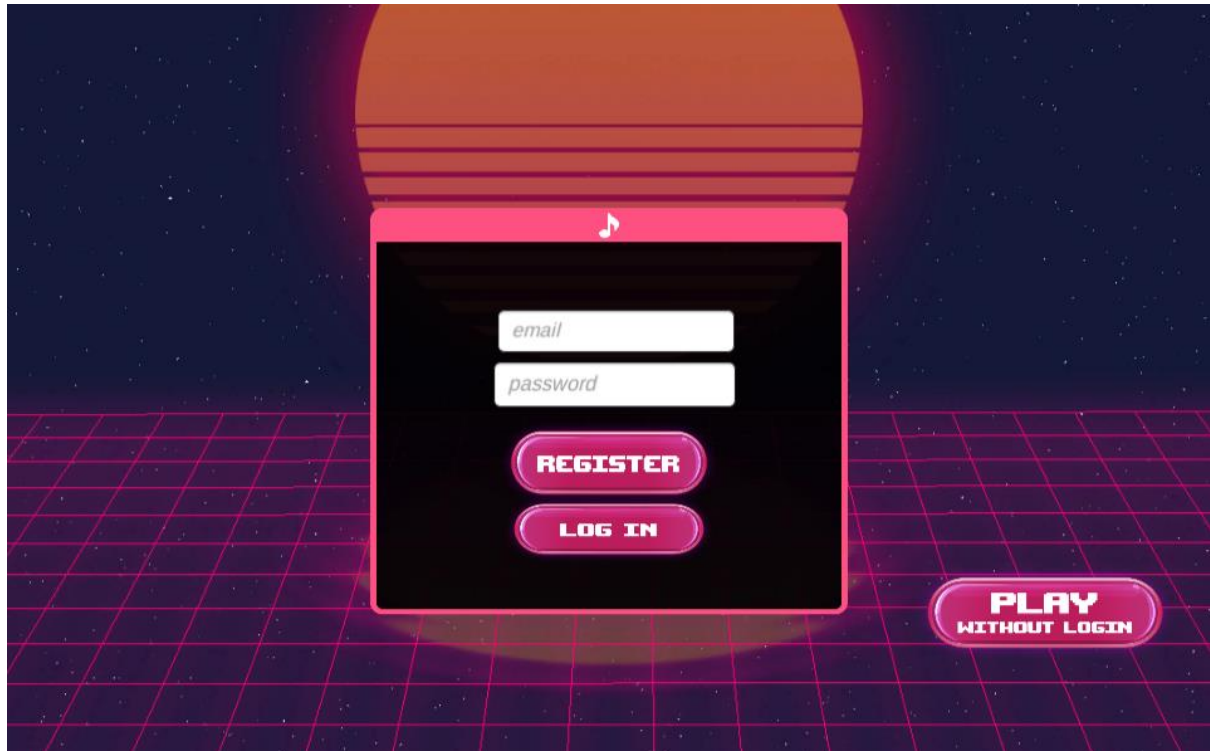 email
password
REGISTER
LOG IN
PLAY
WITHOUT LOGIN